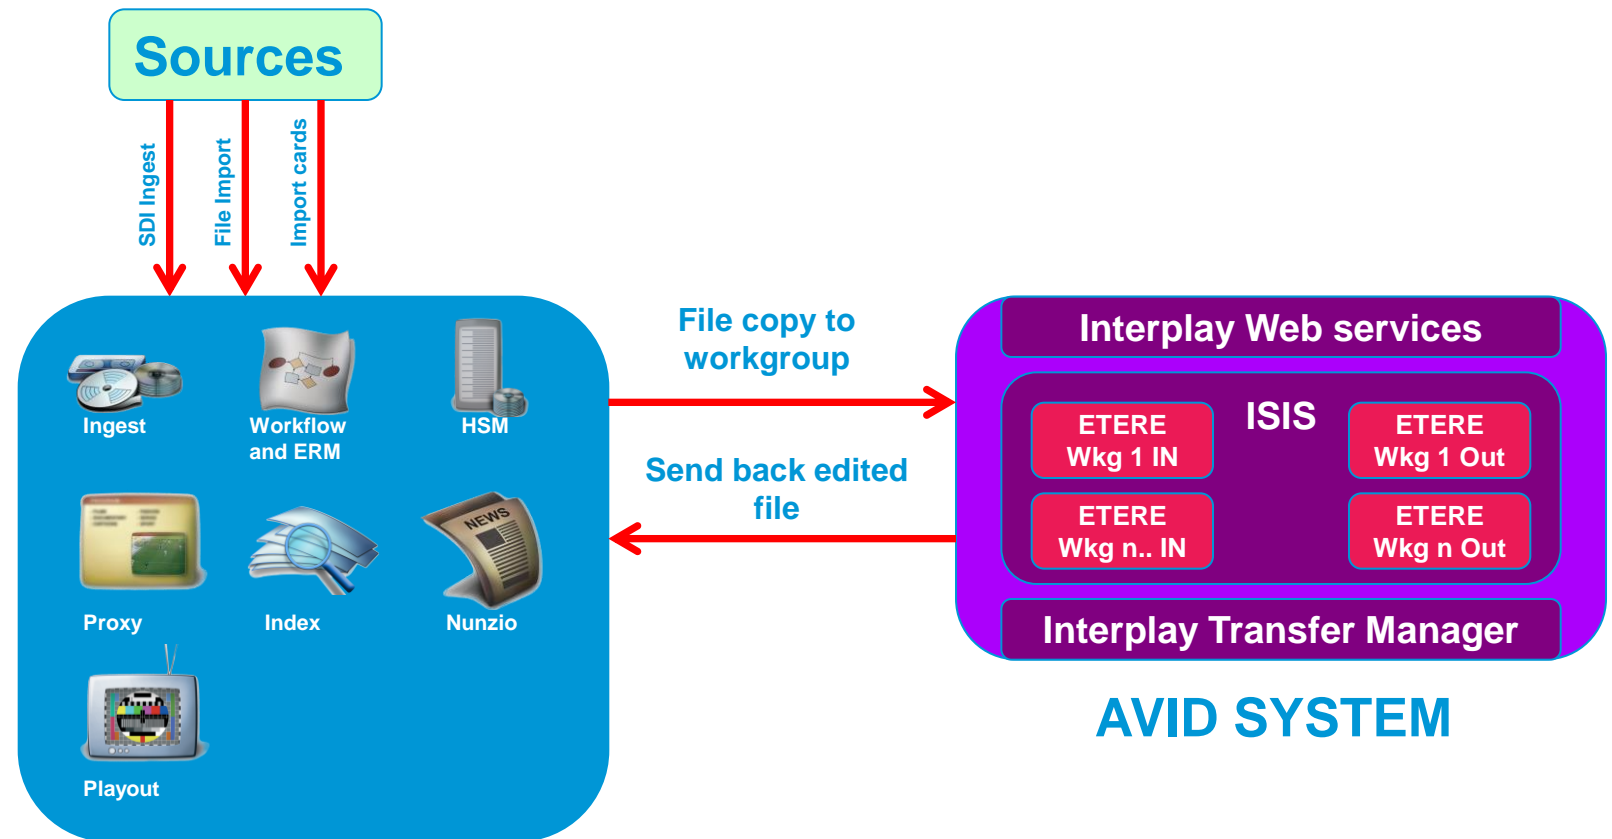 Sources
SDI Ingest
File Import
Import cards
Ingest
Workflow
and ERM
HSM
Proxy
Index
NEWS
Nunzio
Playout
File copy to
workgroup
Send back edited
file
Interplay Web services
ISIS
ETERE
Wkg 1 IN
ETERE
Wkg 1 Out
ETERE
Wkg n.. IN
ETERE
Wkg n Out
Interplay Transfer Manager
AVID SYSTEM